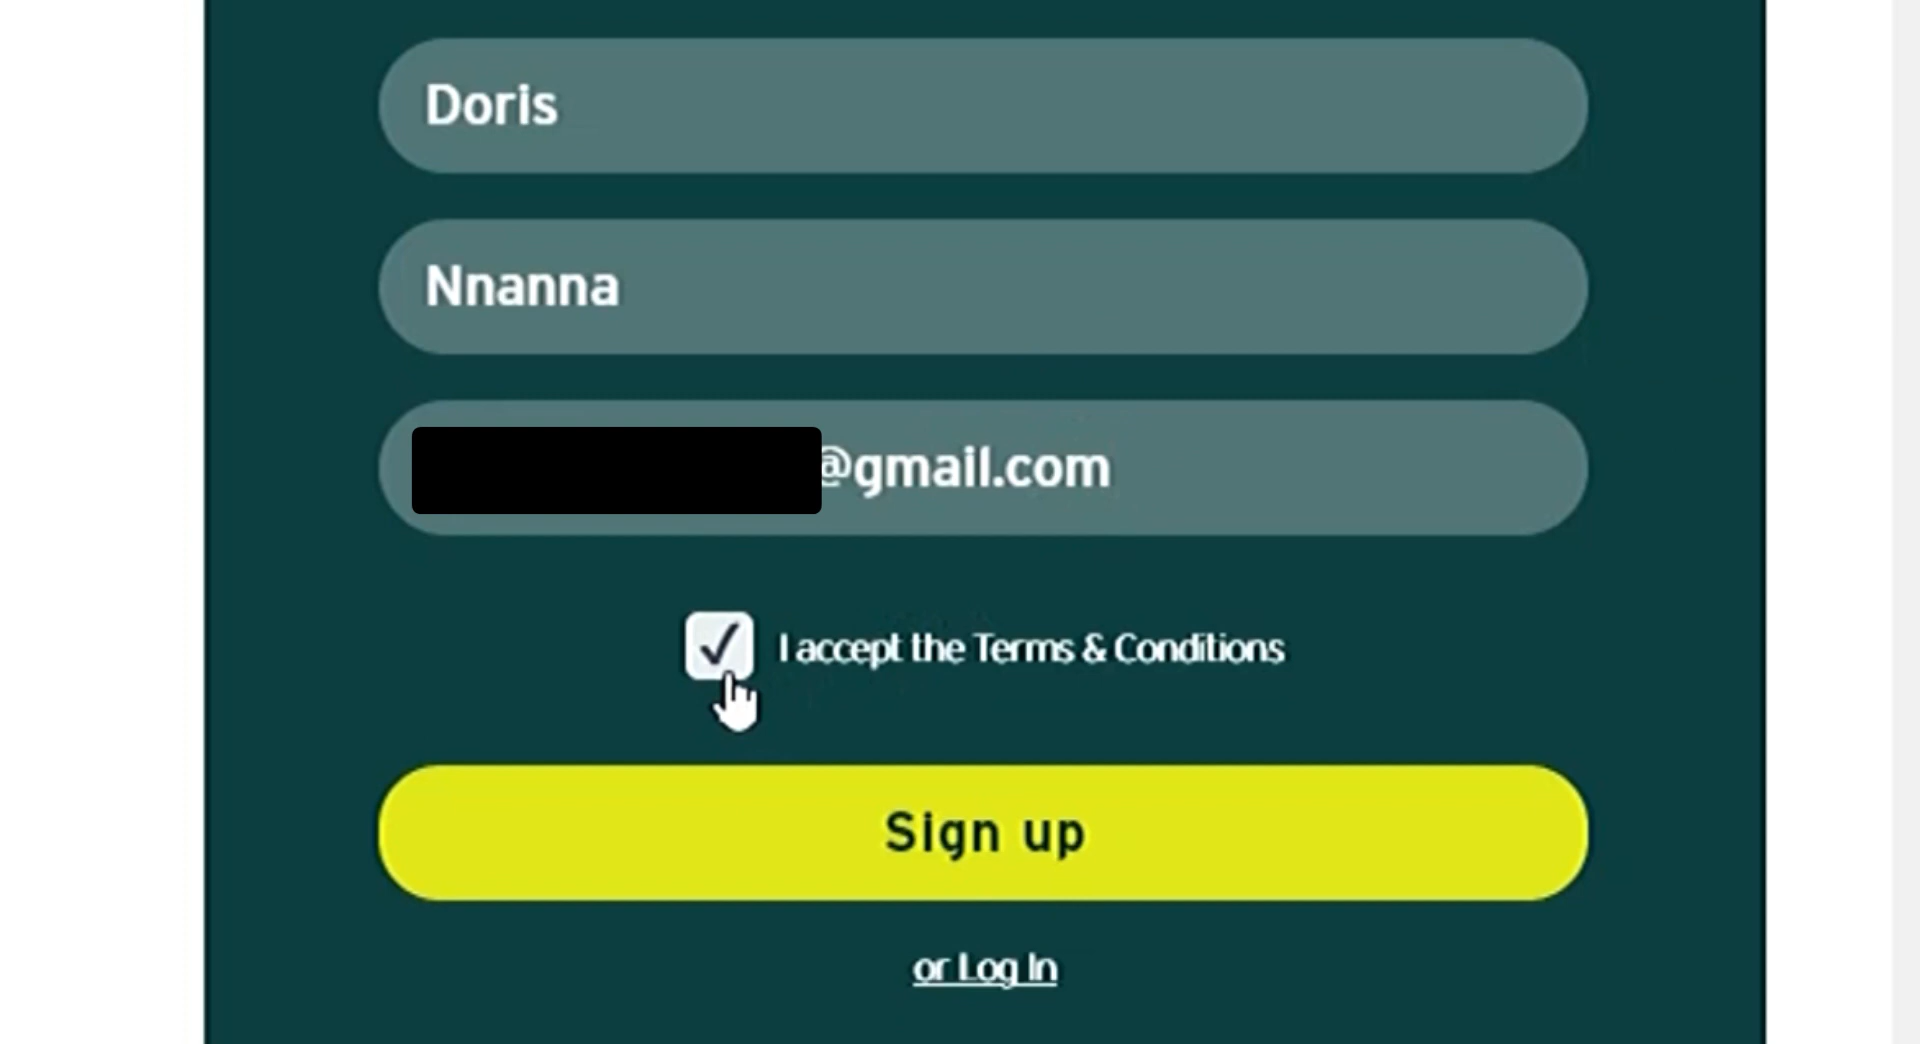 Doris
Nnanna
@gmail.com
I accept the Terms & Conditions
Sign up
or Log In